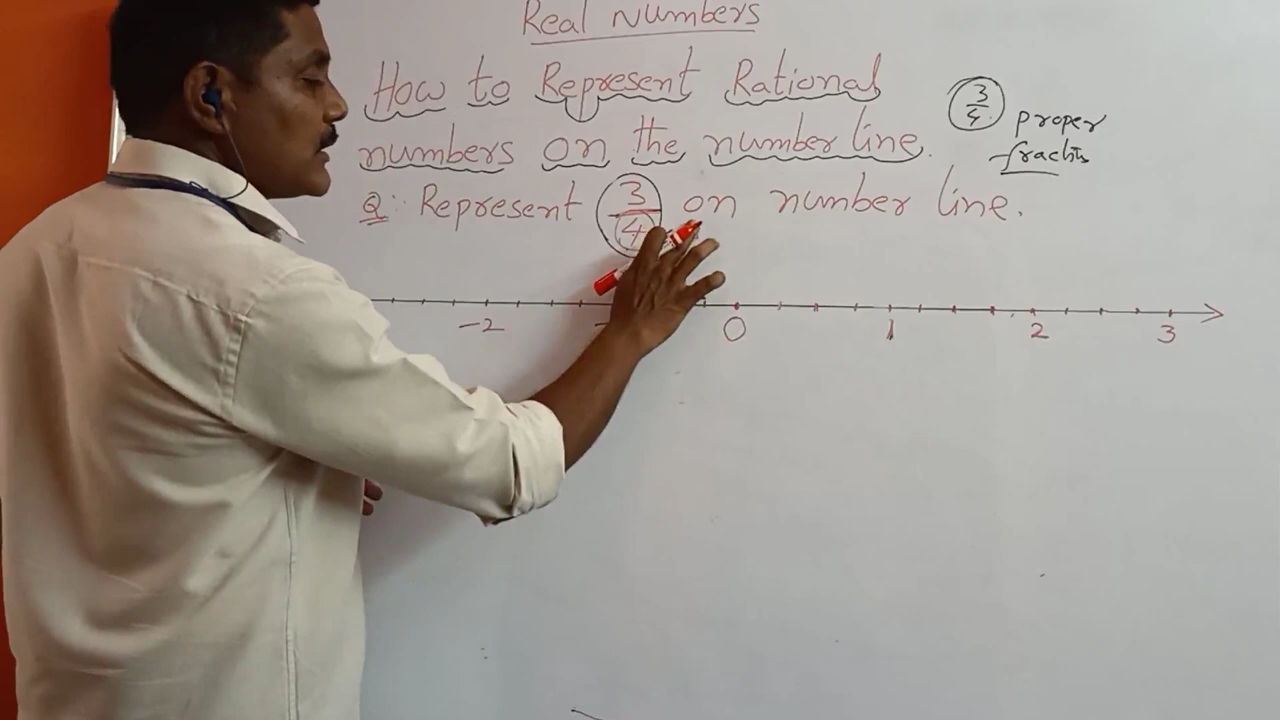 Real Numbers
How to Represent Rational
numbers on the number line.
3/4 proper
Q: Represent 3/4 on number line.
-2 0 1 2 3